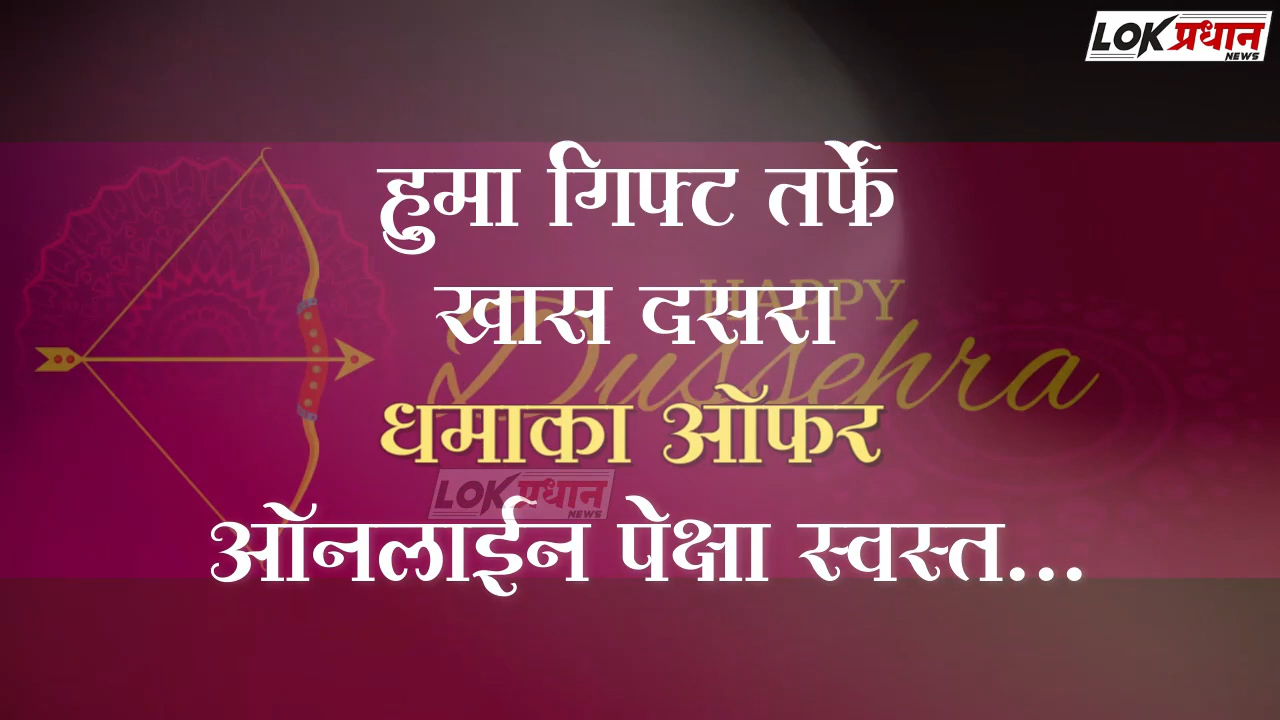 LOK प्रधान
NEWS
हुमा गिफ्ट तर्फे
खास दसरा
HAPPY
Dussehra
धमाका ऑफर
LOK प्रधान
NEWS
ऑनलाईन पेक्षा स्वस्त...